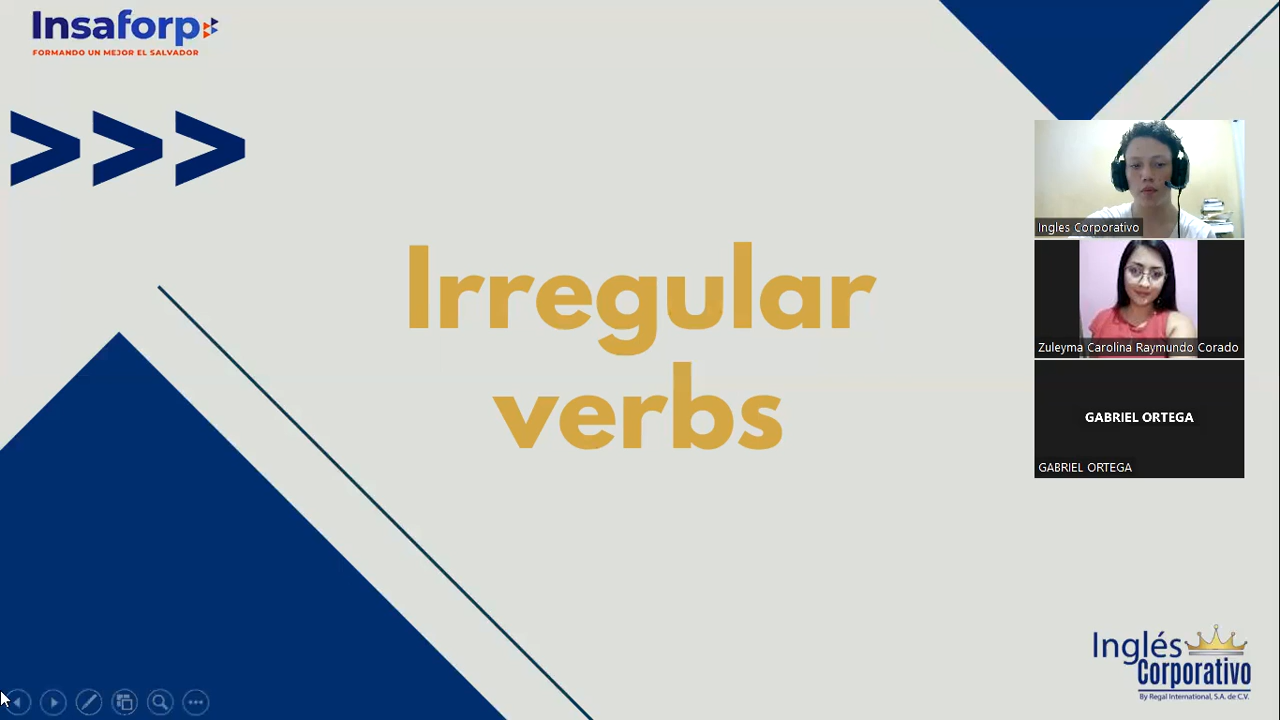 Insaforp
FORMANDO UN MEJOR EL SALVADOR
>>>
Irregular
verbs
Ingles Corporativo
Zuleyma Carolina Raymundo Corado
GABRIEL ORTEGA
GABRIEL ORTEGA
Inglés
Corporativo
By Regal International, S.A. de C.V.